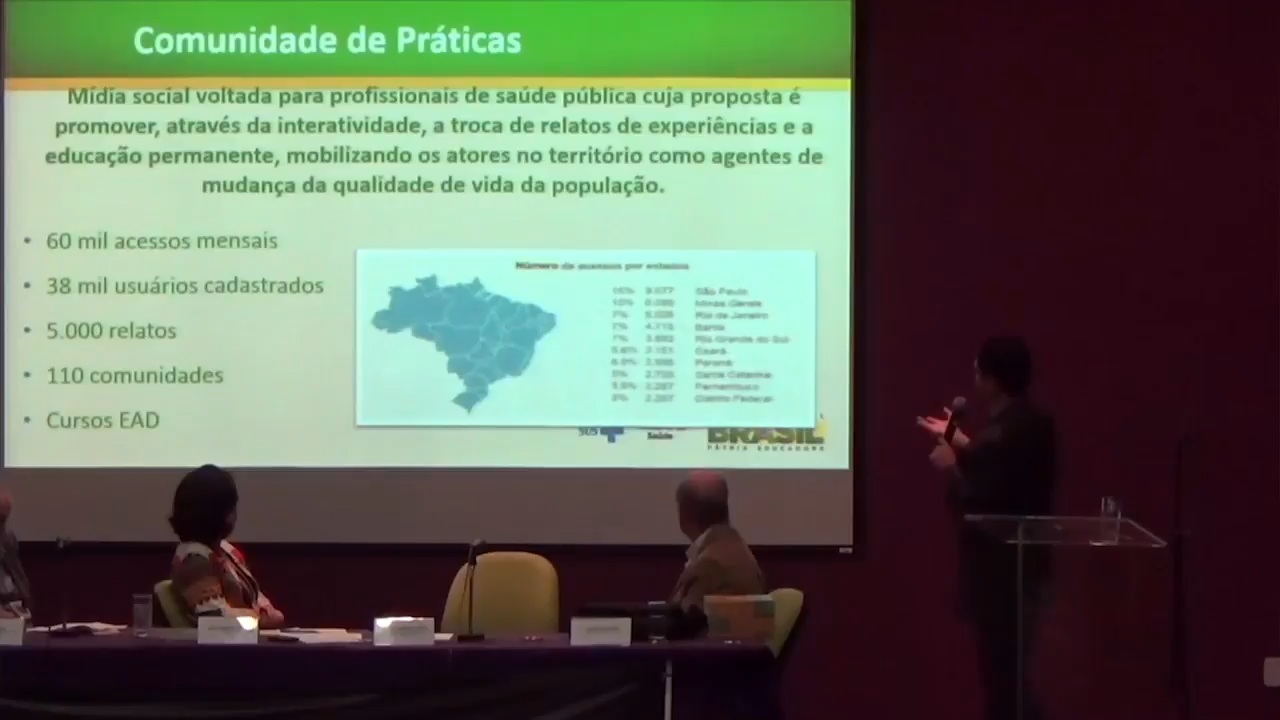 Comunidade de Práticas
Mídia social voltada para profissionais de saúde pública cuja proposta é
promover, através da interatividade, a troca de relatos de experiências e a
educação permanente, mobilizando os atores no território como agentes de
mudança da qualidade de vida da população.
• 60 mil acessos mensais
• 38 mil usuários cadastrados
• 5.000 relatos
• 110 comunidades
• Cursos EAD
Número de acessos por estados
São Paulo
Minas Gerais
Rio de Janeiro
Bahia
Rio Grande do Sul
Ceará
Paraná
Santa Catarina
Pernambuco
Distrito Federal
SUS
Saúde
BRASIL
PÁTRIA EDUCADORA